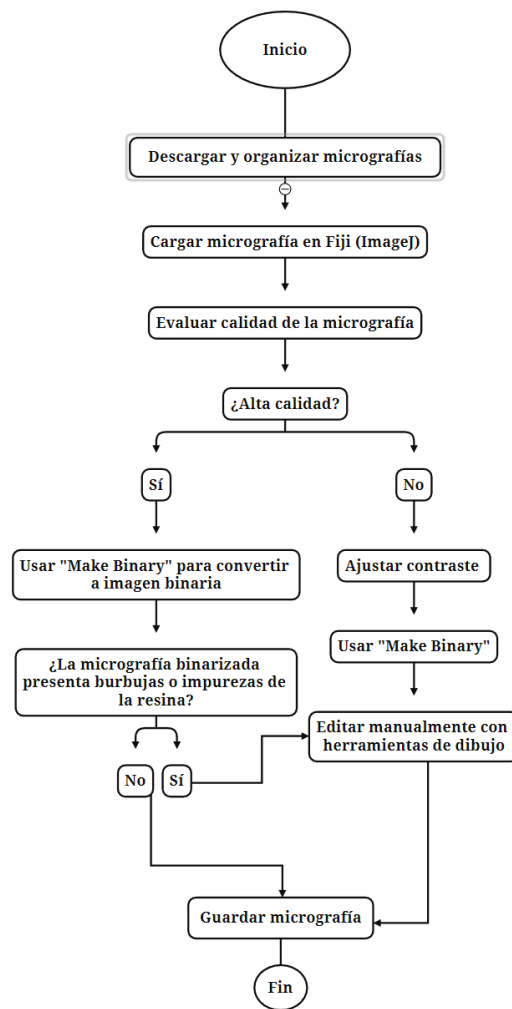 Inicio
Descargar y organizar micrografías
Cargar micrografía en Fiji (ImageJ)
Evaluar calidad de la micrografía
¿Alta calidad?
Sí
No
Usar "Make Binary" para convertir
a imagen binaria
Ajustar contraste
Usar "Make Binary"
¿La micrografía binarizada
presenta burbujas o impurezas de
la resina?
Editar manualmente con
herramientas de dibujo
No
Sí
Guardar micrografía
Fin